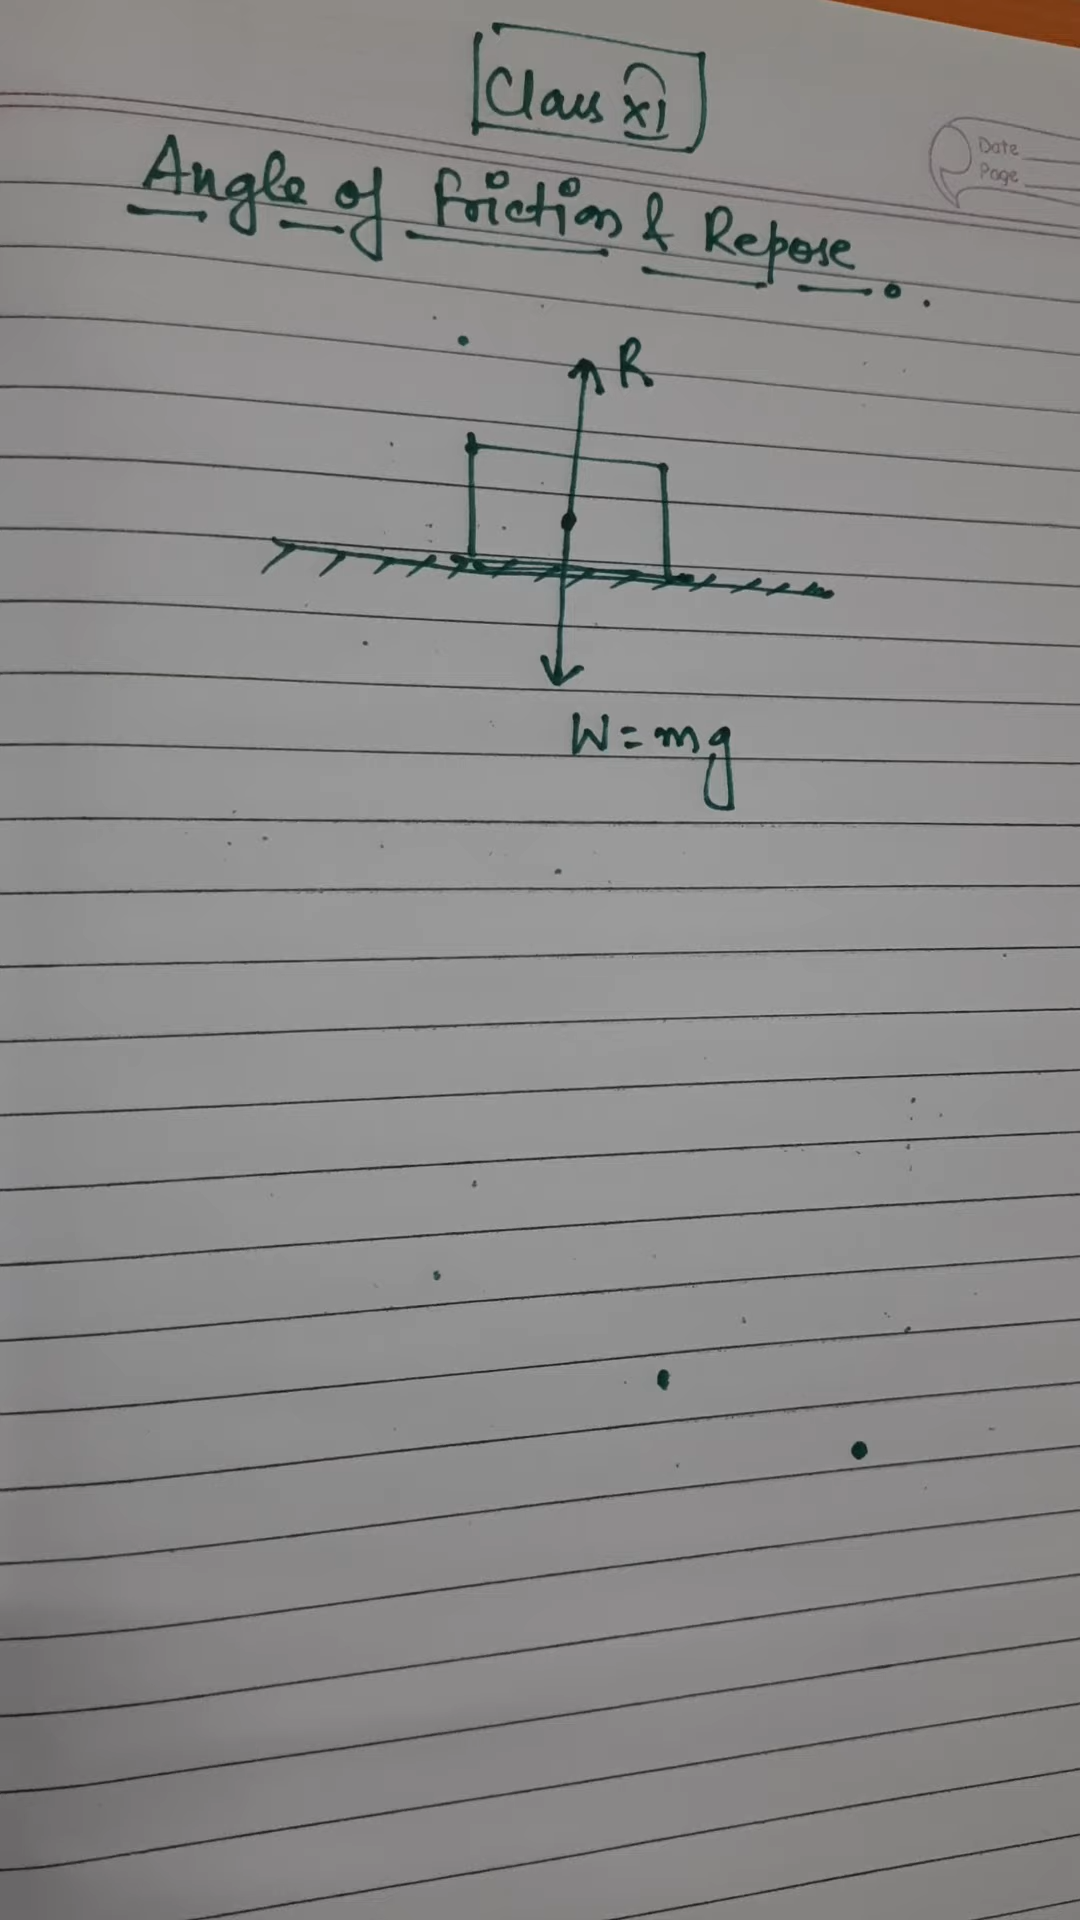 Class XI
Date
Page
Angle of friction & Repose.
R
W = mg